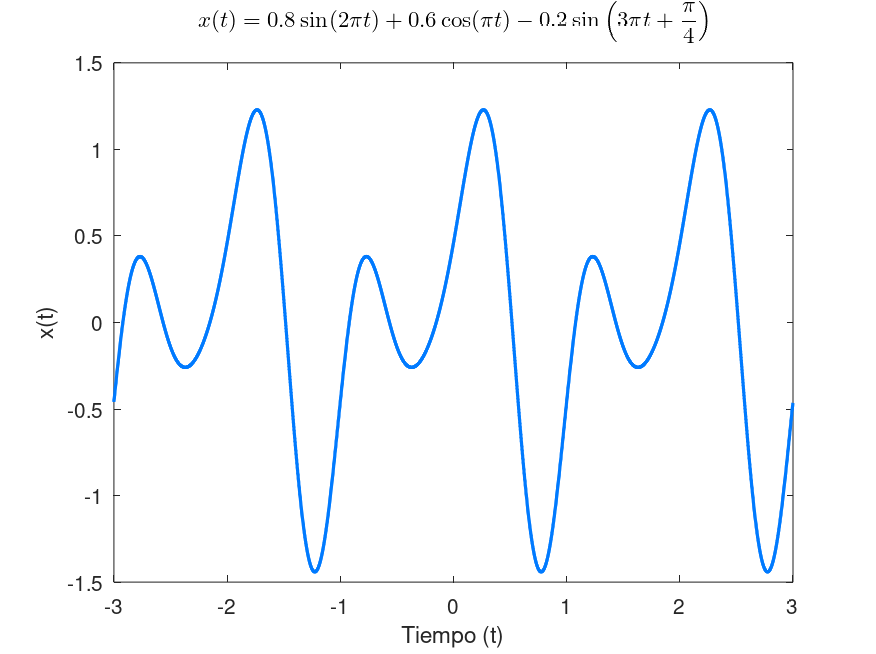 x(t) = 0.8 sin(2πt) + 0.6 cos(πt) − 0.2 sin (3πt + π/4)
1.5
1
0.5
0
-0.5
-1
-1.5
x(t)
-3 -2 -1 0 1 2 3
Tiempo (t)